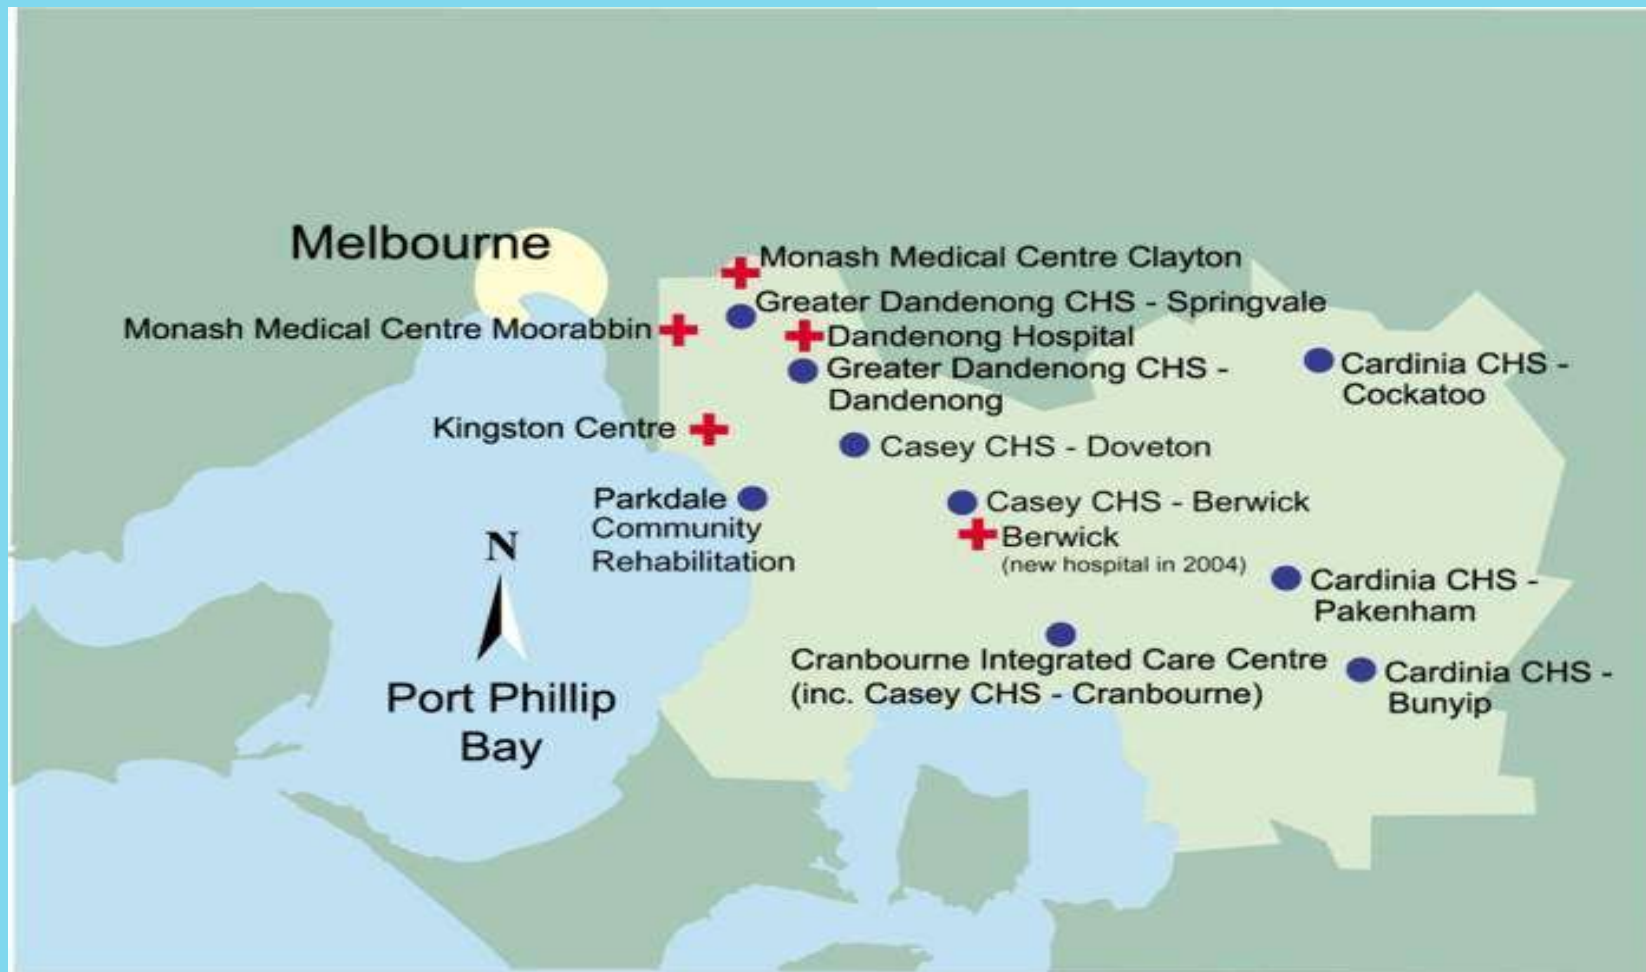 Melbourne
Monash Medical Centre Clayton
Greater Dandenong CHS - Springvale
Monash Medical Centre Moorabbin
Dandenong Hospital
Greater Dandenong CHS -
Dandenong
Cardinia CHS -
Cockatoo
Kingston Centre
Casey CHS - Doveton
Parkdale
Community
Rehabilitation
Casey CHS - Berwick
Berwick
(new hospital in 2004)
N
Cardinia CHS -
Pakenham
Cranbourne Integrated Care Centre
(inc. Casey CHS - Cranbourne)
Cardinia CHS -
Bunyip
Port Phillip
Bay